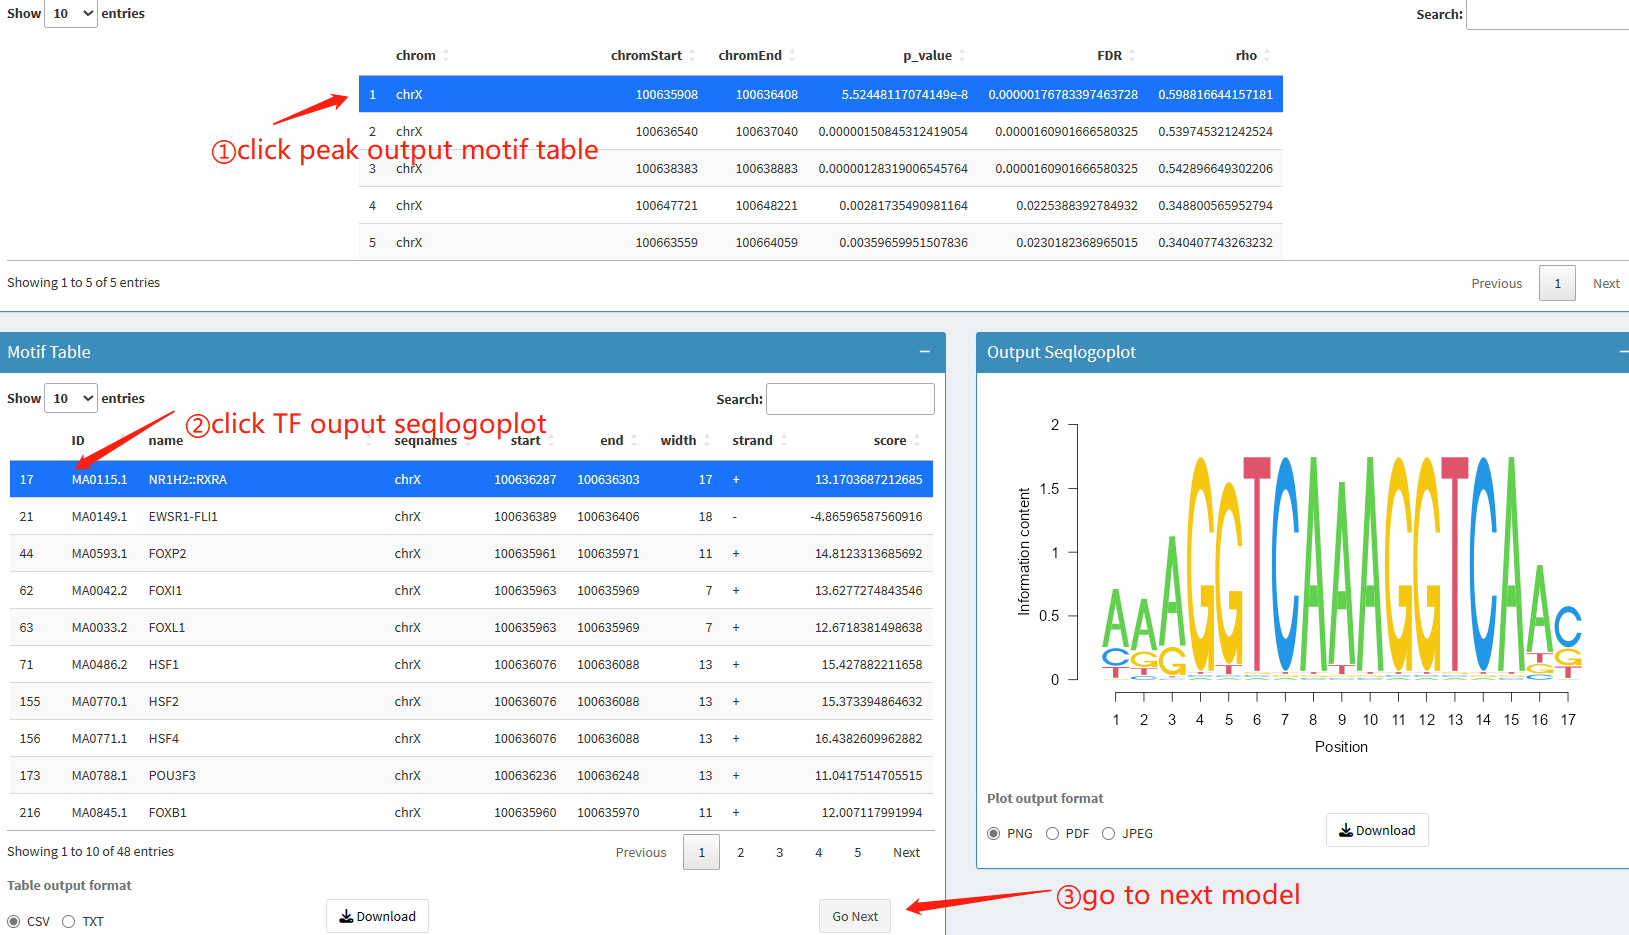 Show 10 entries Search:
chrom chromStart chromEnd p_value FDR rho
1 chrX 100635908 100636408 5.52448117074149e-8 0.00000176783397463728 0.598816644157181
2 chrX 100636540 100637040 0.00000150845312419054 0.0000160901666580325 0.539745321242524
①click peak output motif table
3 chrX 100638383 100638883 0.00000128319006545764 0.0000160901666580325 0.542896649302206
4 chrX 100647721 100648221 0.00281735490981164 0.0225388392784932 0.348800565952794
5 chrX 100663559 100664059 0.00359659951507836 0.0230182368965015 0.340407743263232
Showing 1 to 5 of 5 entries Previous 1 Next
Motif Table
Show 10 entries Search:
②click TF ouput seqlogoplot
ID name seqnames start end width strand score
17 MA0115.1 NR1H2::RXRA chrX 100636287 100636303 17 + 13.1703687212685
21 MA0149.1 EWSR1-FLI1 chrX 100636389 100636406 18 - -4.86596587560916
44 MA0593.1 FOXP2 chrX 100635961 100635971 11 + 14.8123313685692
62 MA0042.2 FOXI1 chrX 100635963 100635969 7 + 13.6277274843546
63 MA0033.2 FOXL1 chrX 100635963 100635969 7 + 12.6718381498638
71 MA0486.2 HSF1 chrX 100636076 100636088 13 + 15.427882211658
155 MA0770.1 HSF2 chrX 100636076 100636088 13 + 15.373394864632
156 MA0771.1 HSF4 chrX 100636076 100636088 13 + 16.4382609962882
173 MA0788.1 POU3F3 chrX 100636236 100636248 13 + 11.0417514705515
216 MA0845.1 FOXB1 chrX 100635960 100635970 11 + 12.007117991994
Showing 1 to 10 of 48 entries Previous 1 2 3 4 5 Next
Table output format
CSV TXT Download Go Next
③go to next model
Output Seqlogoplot
2
1.5
1
0.5
0
Information content
AAAGGTCAAAGGTCAAC
1 2 3 4 5 6 7 8 9 10 11 12 13 14 15 16 17
Position
Plot output format
PNG PDF JPEG Download